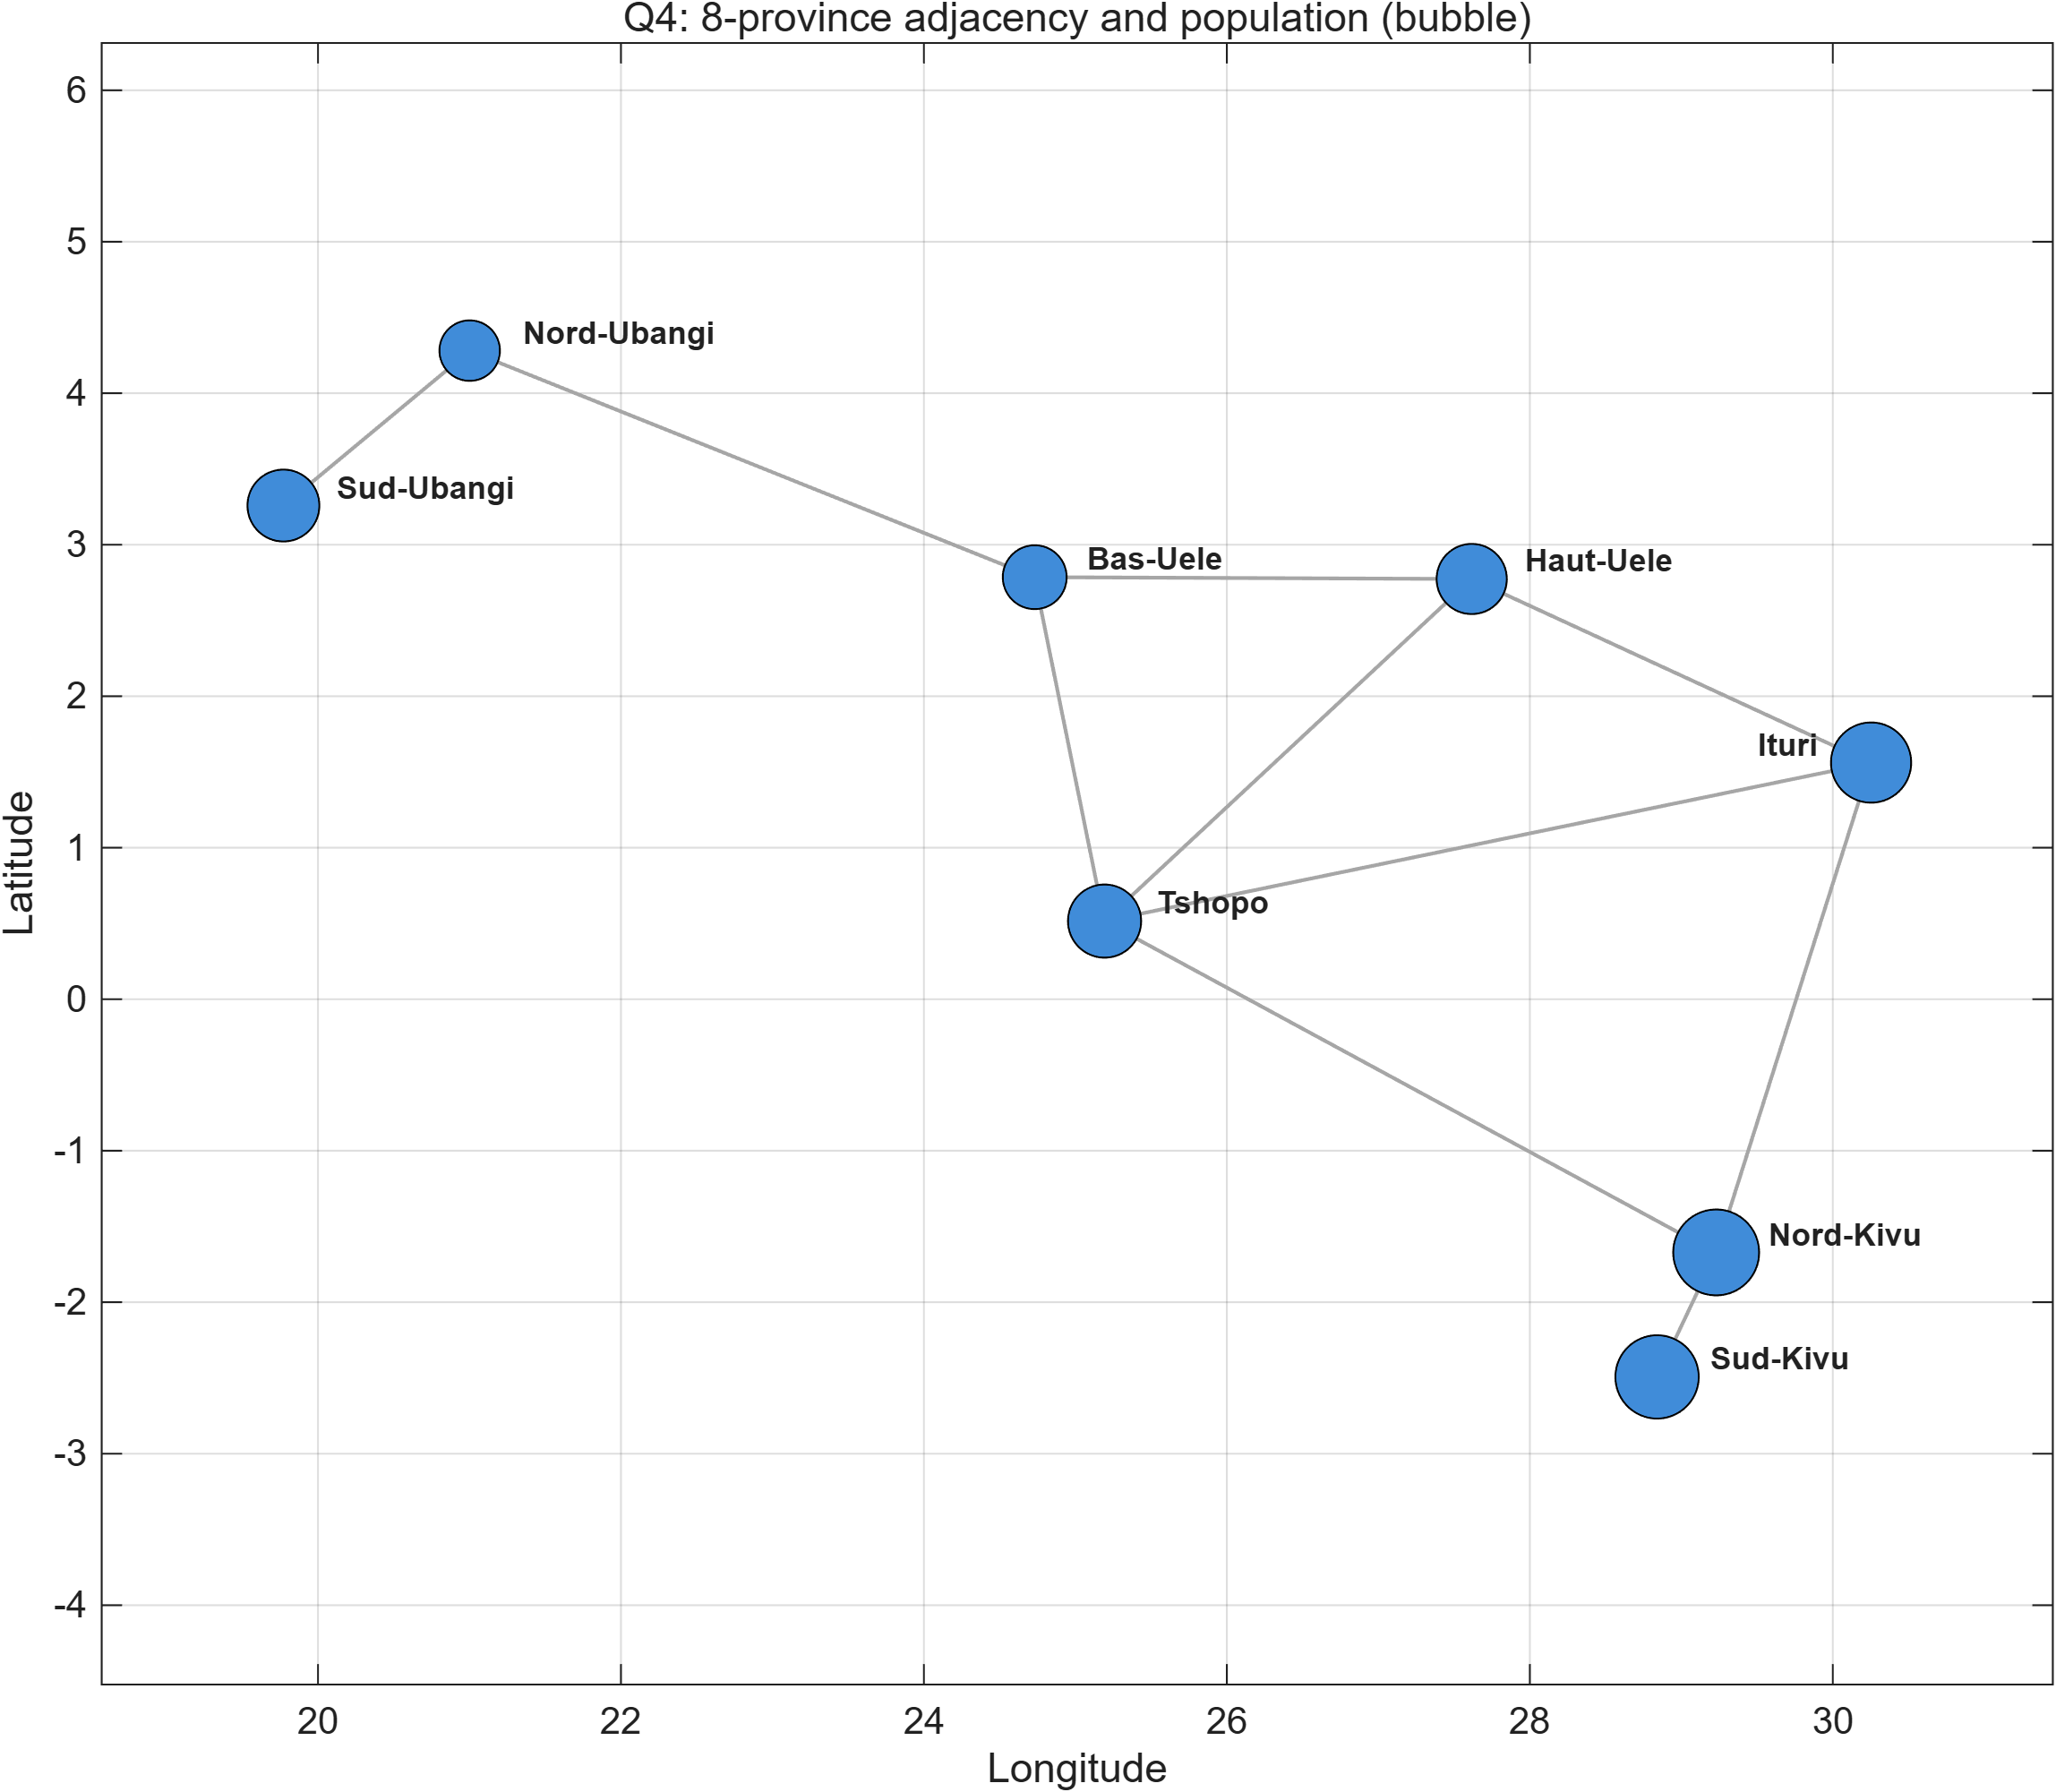 Q4: 8-province adjacency and population (bubble)
6
5
4
3
2
1
0
-1
-2
-3
-4
Latitude
Nord-Ubangi
Sud-Ubangi
Bas-Uele
Haut-Uele
Ituri
Tshopo
Nord-Kivu
Sud-Kivu
20
22
24
26
28
30
Longitude